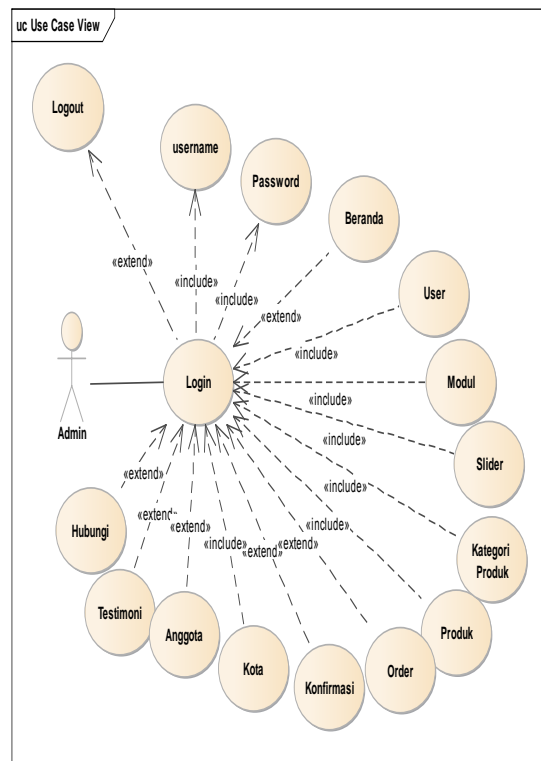 uc Use Case View
Logout
username
Password
Beranda
User
Modul
Slider
Kategori
Produk
Produk
Order
Konfirmasi
Kota
Anggota
Testimoni
Hubungi
Admin
Login
«extend»
«include»
«include»
«extend»
«include»
«include»
«include»
«include»
«extend»
«extend»
«extend»
«include»
«extend»
«extend»